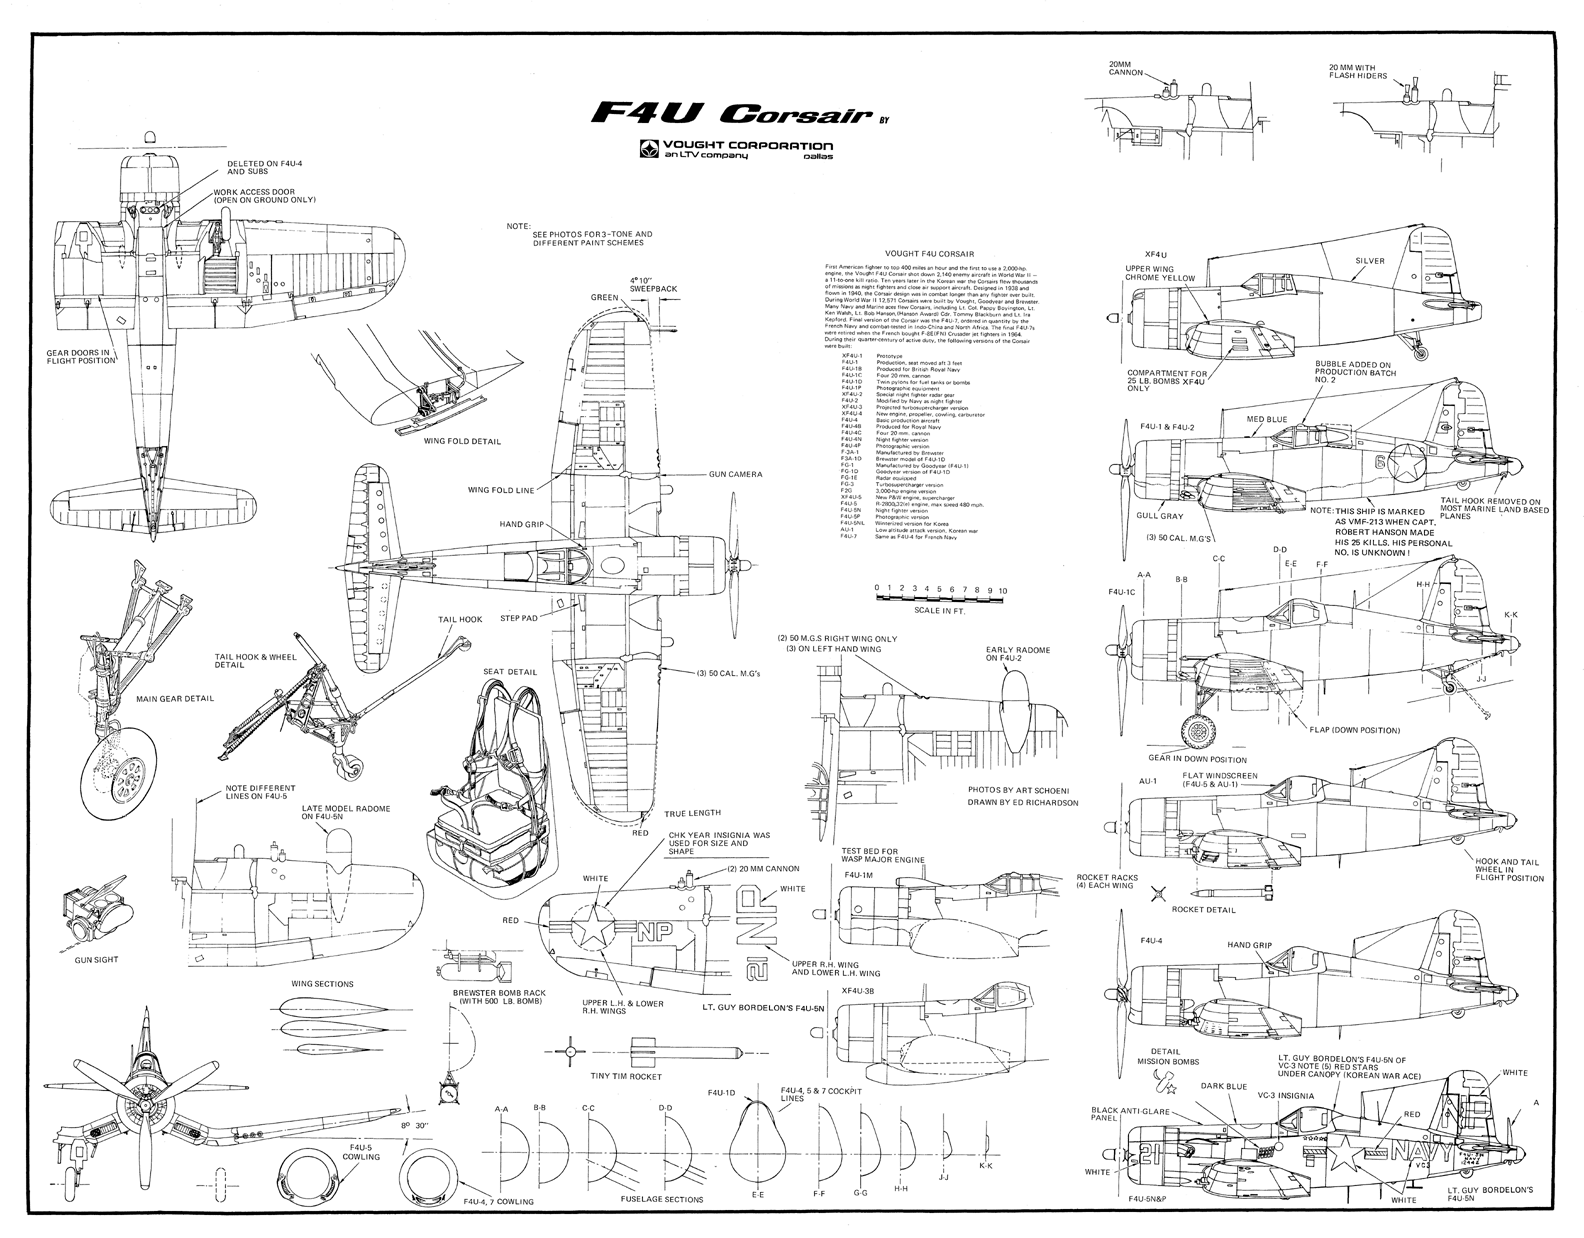 F4U Corsair BY
VOUGHT CORPORATION
an LTV company Dallas
20MM
CANNON
20 MM WITH
FLASH HIDERS
DELETED ON F4U-4
AND SUBS
WORK ACCESS DOOR
(OPEN ON GROUND ONLY)
GEAR DOORS IN
FLIGHT POSITION
NOTE:
SEE PHOTOS FOR 3-TONE AND
DIFFERENT PAINT SCHEMES
4° 10"
SWEEPBACK
GREEN
WING FOLD DETAIL
WING FOLD LINE
GUN CAMERA
HAND GRIP
STEP PAD
(3) 50 CAL. M.G's
TRUE LENGTH
RED
VOUGHT F4U CORSAIR
First American fighter to top 400 miles an hour and the first to use a 2,000-hp.
engine, the Vought F4U Corsair shot down 2,140 enemy aircraft in World War II —
a 11-to-one kill ratio. Ten years later in the Korean war the Corsairs flew thousands
of missions as night fighters and close air support aircraft. Designed in 1938 and
flown in 1940, the Corsair design was in combat longer than any fighter ever built.
During World War II 12,571 Corsairs were built by Vought, Goodyear and Brewster.
Many Navy and Marine aces flew Corsairs, including Lt. Col. Pappy Boyington, Lt.
Ken Walsh, Lt. Bob Hanson, (Hanson Award) Cdr. Tommy Blackburn and Lt. Ira
Kepford. Final version of the Corsair was the F4U-7, ordered in quantity by the
French Navy and combat-tested in Indo-China and North Africa. The final F4U-7s
were retired when the French bought F-8E(FN) Crusader jet fighters in 1964.
During their quarter-century of active duty, the following versions of the Corsair
were built:
XF4U-1 Prototype
F4U-1 Production, seat moved aft 3 feet
F4U-1B Produced for British Royal Navy
F4U-1C Four 20 mm. cannon
F4U-1D Twin pylons for fuel tanks or bombs
F4U-1P Photographic equipment
XF4U-2 Special night fighter radar gear
F4U-2 Modified by Navy as night fighter
XF4U-3 Projected turbosupercharger version
XF4U-4 New engine, propeller, cowling, carburetor
F4U-4 Basic production aircraft
F4U-4B Produced for Royal Navy
F4U-4C Four 20 mm. cannon
F4U-4N Night fighter version
F4U-4P Photographic version
F-3A-1 Manufactured by Brewster
F3A-1D Brewster model of F4U-1D
FG-1 Manufactured by Goodyear (F4U-1)
FG-1D Goodyear version of F4U-1D
FG-1E Radar equipped
FG-3 Turbosupercharger version
F2G 3,000-hp engine version
XF4U-5 New P&W engine, supercharger
F4U-5 R-2800-32(e) engine, max speed 480 mph.
F4U-5N Night fighter version
F4U-5P Photographic version
F4U-5NL Winterized version for Korea
AU-1 Low altitude attack version, Korean war
F4U-7 Same as F4U-4 for French Navy
0 1 2 3 4 5 6 7 8 9 10
SCALE IN FT.
XF4U
SILVER
UPPER WING
CHROME YELLOW
COMPARTMENT FOR
25 LB. BOMBS XF4U
ONLY
BUBBLE ADDED ON
PRODUCTION BATCH
NO. 2
F4U-1 & F4U-2
MED BLUE
6
GULL GRAY
(3) 50 CAL. M.G'S
TAIL HOOK REMOVED ON
MOST MARINE LAND BASED
PLANES
NOTE: THIS SHIP IS MARKED
AS VMF-213 WHEN CAPT.
ROBERT HANSON MADE
HIS 25 KILLS. HIS PERSONAL
NO. IS UNKNOWN!
F4U-1C
A-A
B-B
C-C
D-D
E-E
F-F
H-H
K-K
J-J
FLAP (DOWN POSITION)
GEAR IN DOWN POSITION
MAIN GEAR DETAIL
TAIL HOOK & WHEEL
DETAIL
TAIL HOOK
SEAT DETAIL
(2) 50 M.G.S RIGHT WING ONLY
(3) ON LEFT HAND WING
EARLY RADOME
ON F4U-2
PHOTOS BY ART SCHOENI
DRAWN BY ED RICHARDSON
AU-1
FLAT WINDSCREEN
(F4U-5 & AU-1)
HOOK AND TAIL
WHEEL IN
FLIGHT POSITION
ROCKET RACKS
(4) EACH WING
ROCKET DETAIL
NOTE DIFFERENT
LINES ON F4U-5
LATE MODEL RADOME
ON F4U-5N
GUN SIGHT
CHK YEAR INSIGNIA WAS
USED FOR SIZE AND
SHAPE
(2) 20 MM CANNON
WHITE
RED
NP
21 NP
WHITE
UPPER R.H. WING
AND LOWER L.H. WING
UPPER L.H. & LOWER
R.H. WINGS
LT. GUY BORDELON'S F4U-5N
TEST BED FOR
WASP MAJOR ENGINE
F4U-1M
XF4U-3B
F4U-4
HAND GRIP
BREWSTER BOMB RACK
(WITH 500 LB. BOMB)
WING SECTIONS
TINY TIM ROCKET
8° 30"
F4U-5
COWLING
F4U-4, 7 COWLING
F4U-1D
F4U-4, 5 & 7 COCKPIT
LINES
A-A
B-B
C-C
D-D
E-E
F-F
G-G
H-H
J-J
K-K
FUSELAGE SECTIONS
DETAIL
MISSION BOMBS
LT. GUY BORDELON'S F4U-5N OF
VC-3 NOTE (5) RED STARS
UNDER CANOPY (KOREAN WAR ACE)
WHITE
DARK BLUE
VC-3 INSIGNIA
BLACK ANTI-GLARE
PANEL
RED
A
21
NAVY
VC3
NAVY
WHITE
WHITE
F4U-5N&P
LT. GUY BORDELON'S
F4U-5N